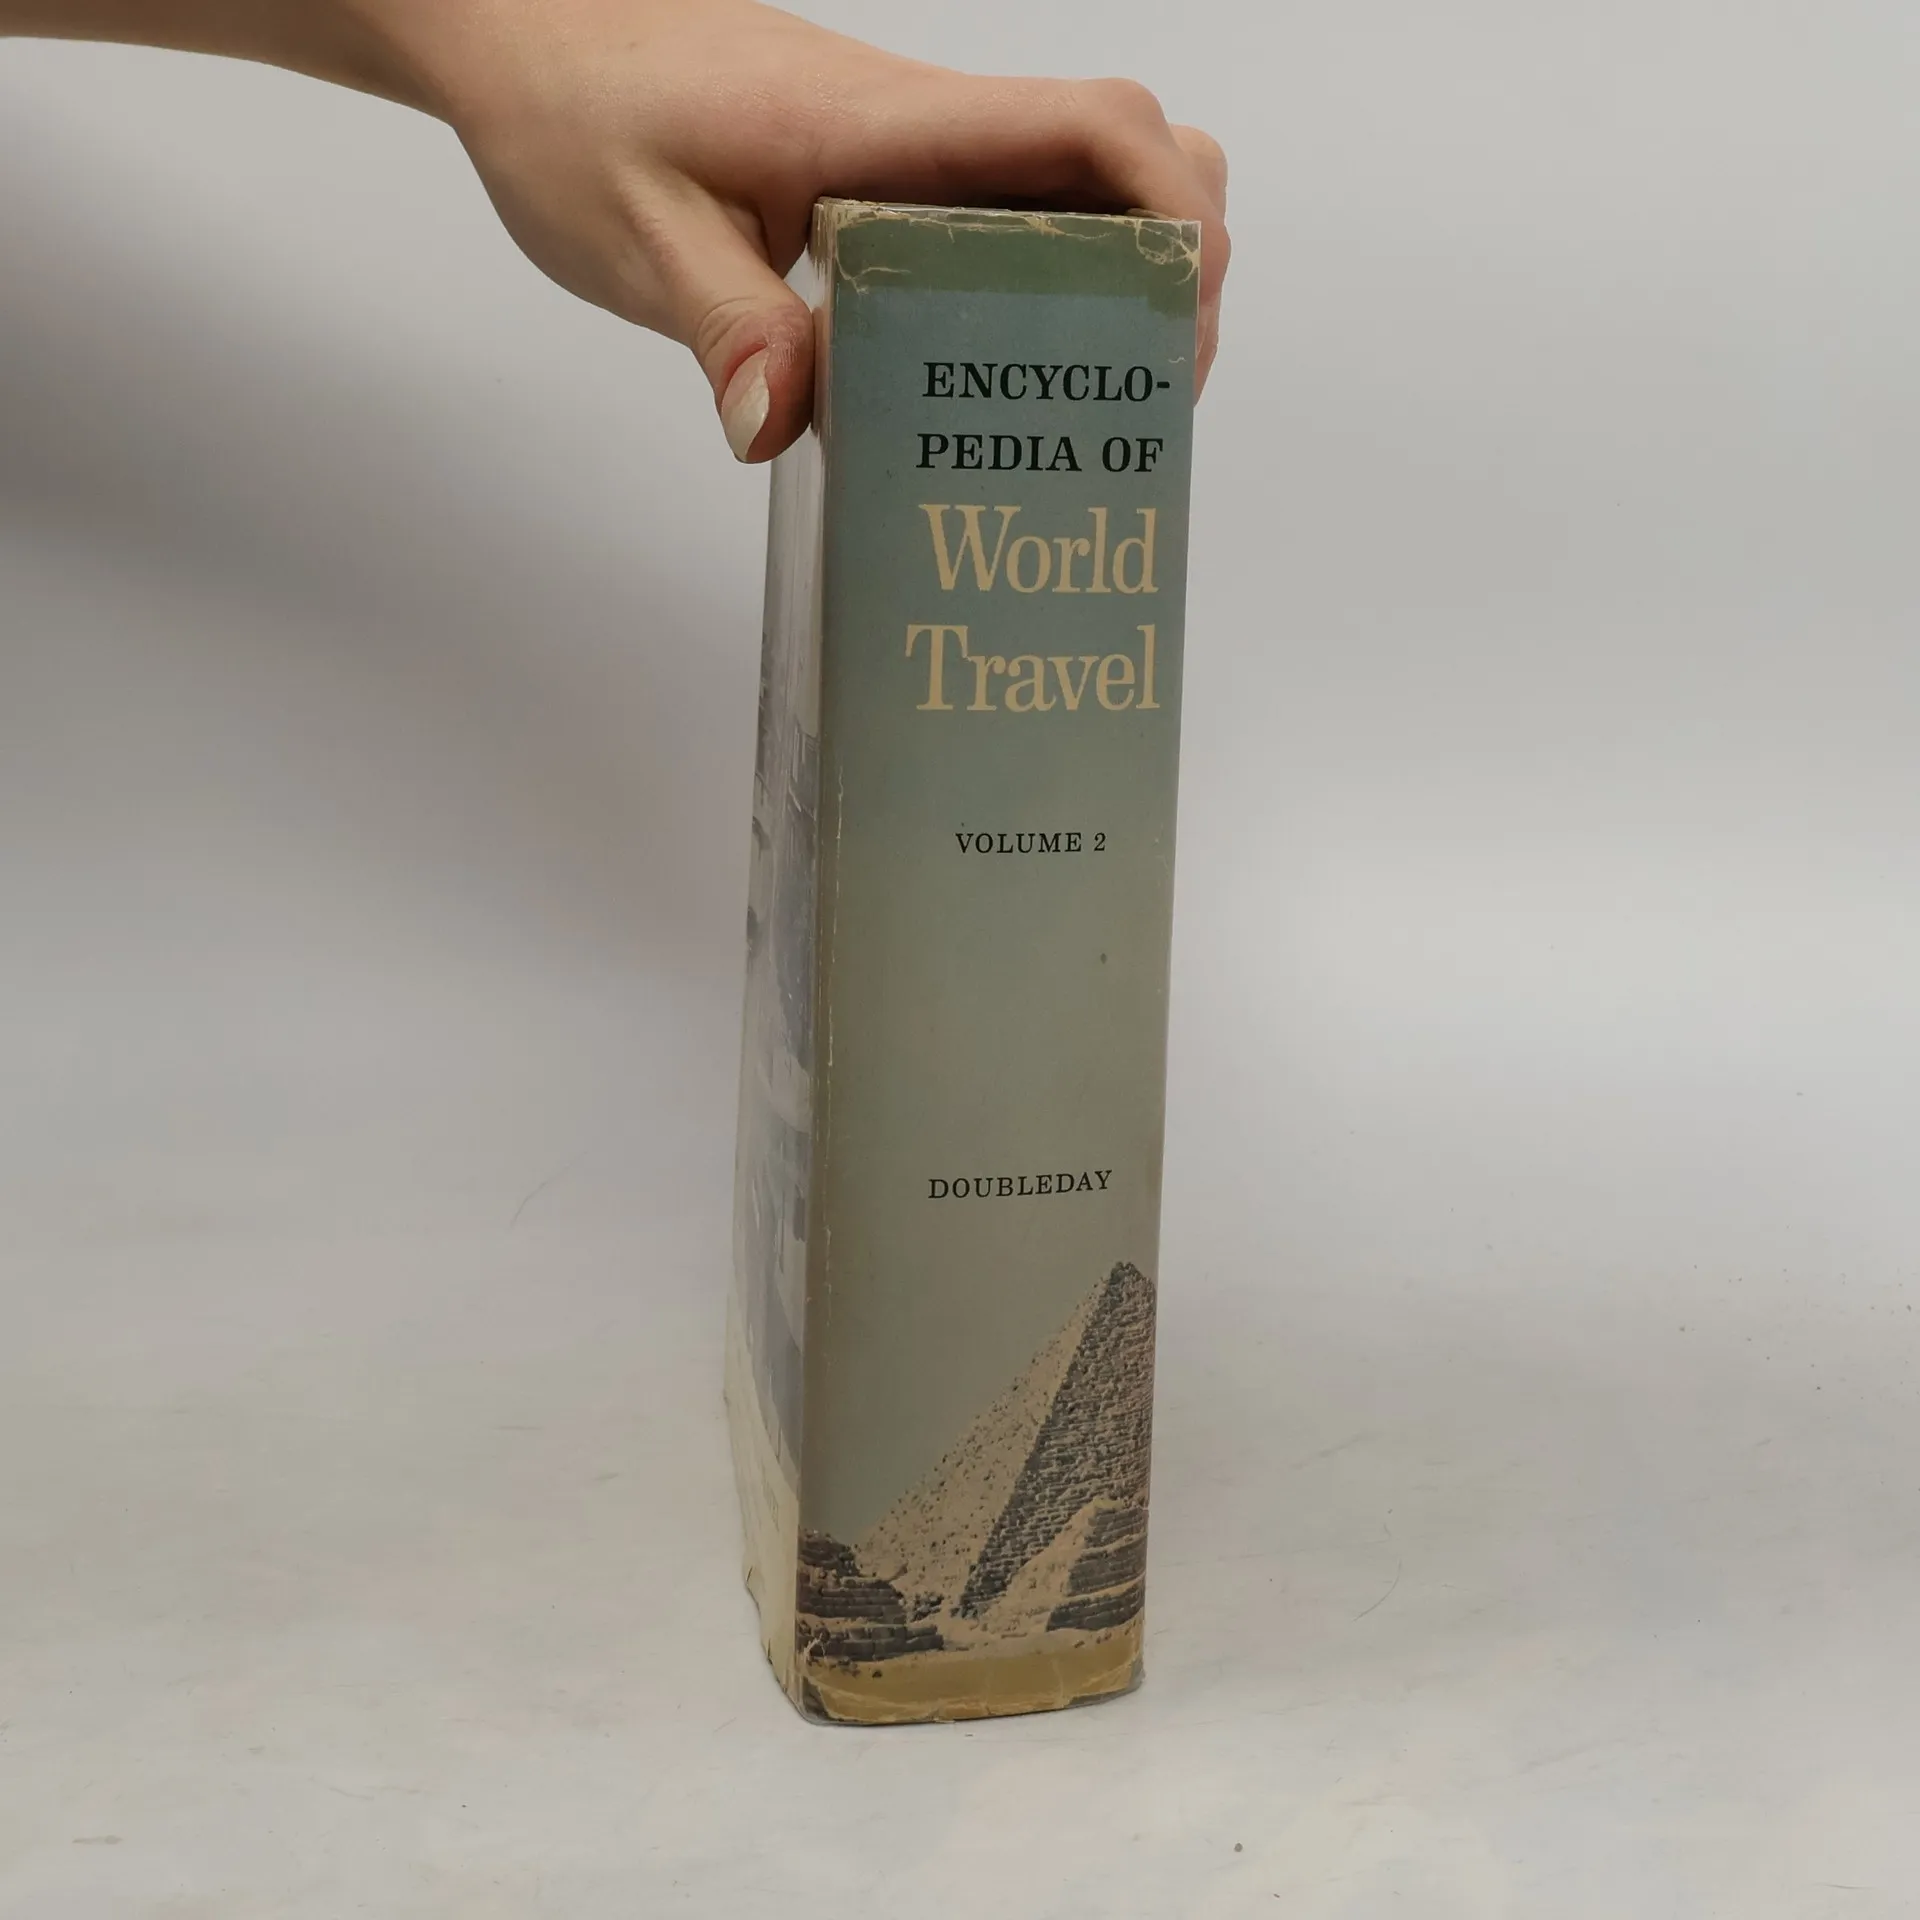 ENCYCLO-
PEDIA OF
World
Travel
VOLUME 2
DOUBLEDAY